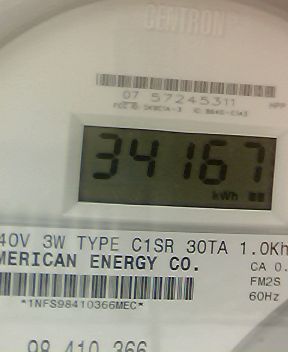 CENTRON
07 57245311
HPP
34167
kWh
40V 3W TYPE C1SR 30TA 1.0Kh
MERICAN ENERGY CO.
CA 0.
FM2S
60Hz
*1NFS98410366MEC*
98 410 366